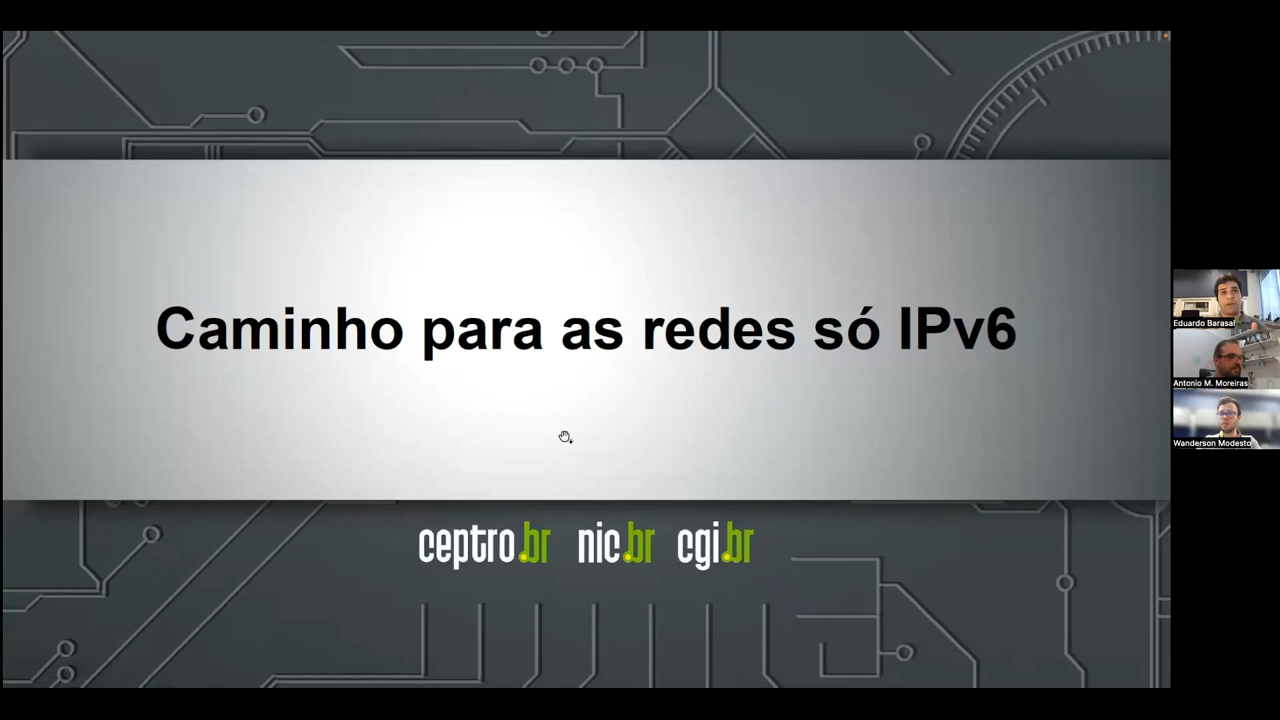 Caminho para as redes só IPv6
ceptro.br nic.br cgi.br
Eduardo Barasal
Antonio M. Moreiras
Wanderson Modesto